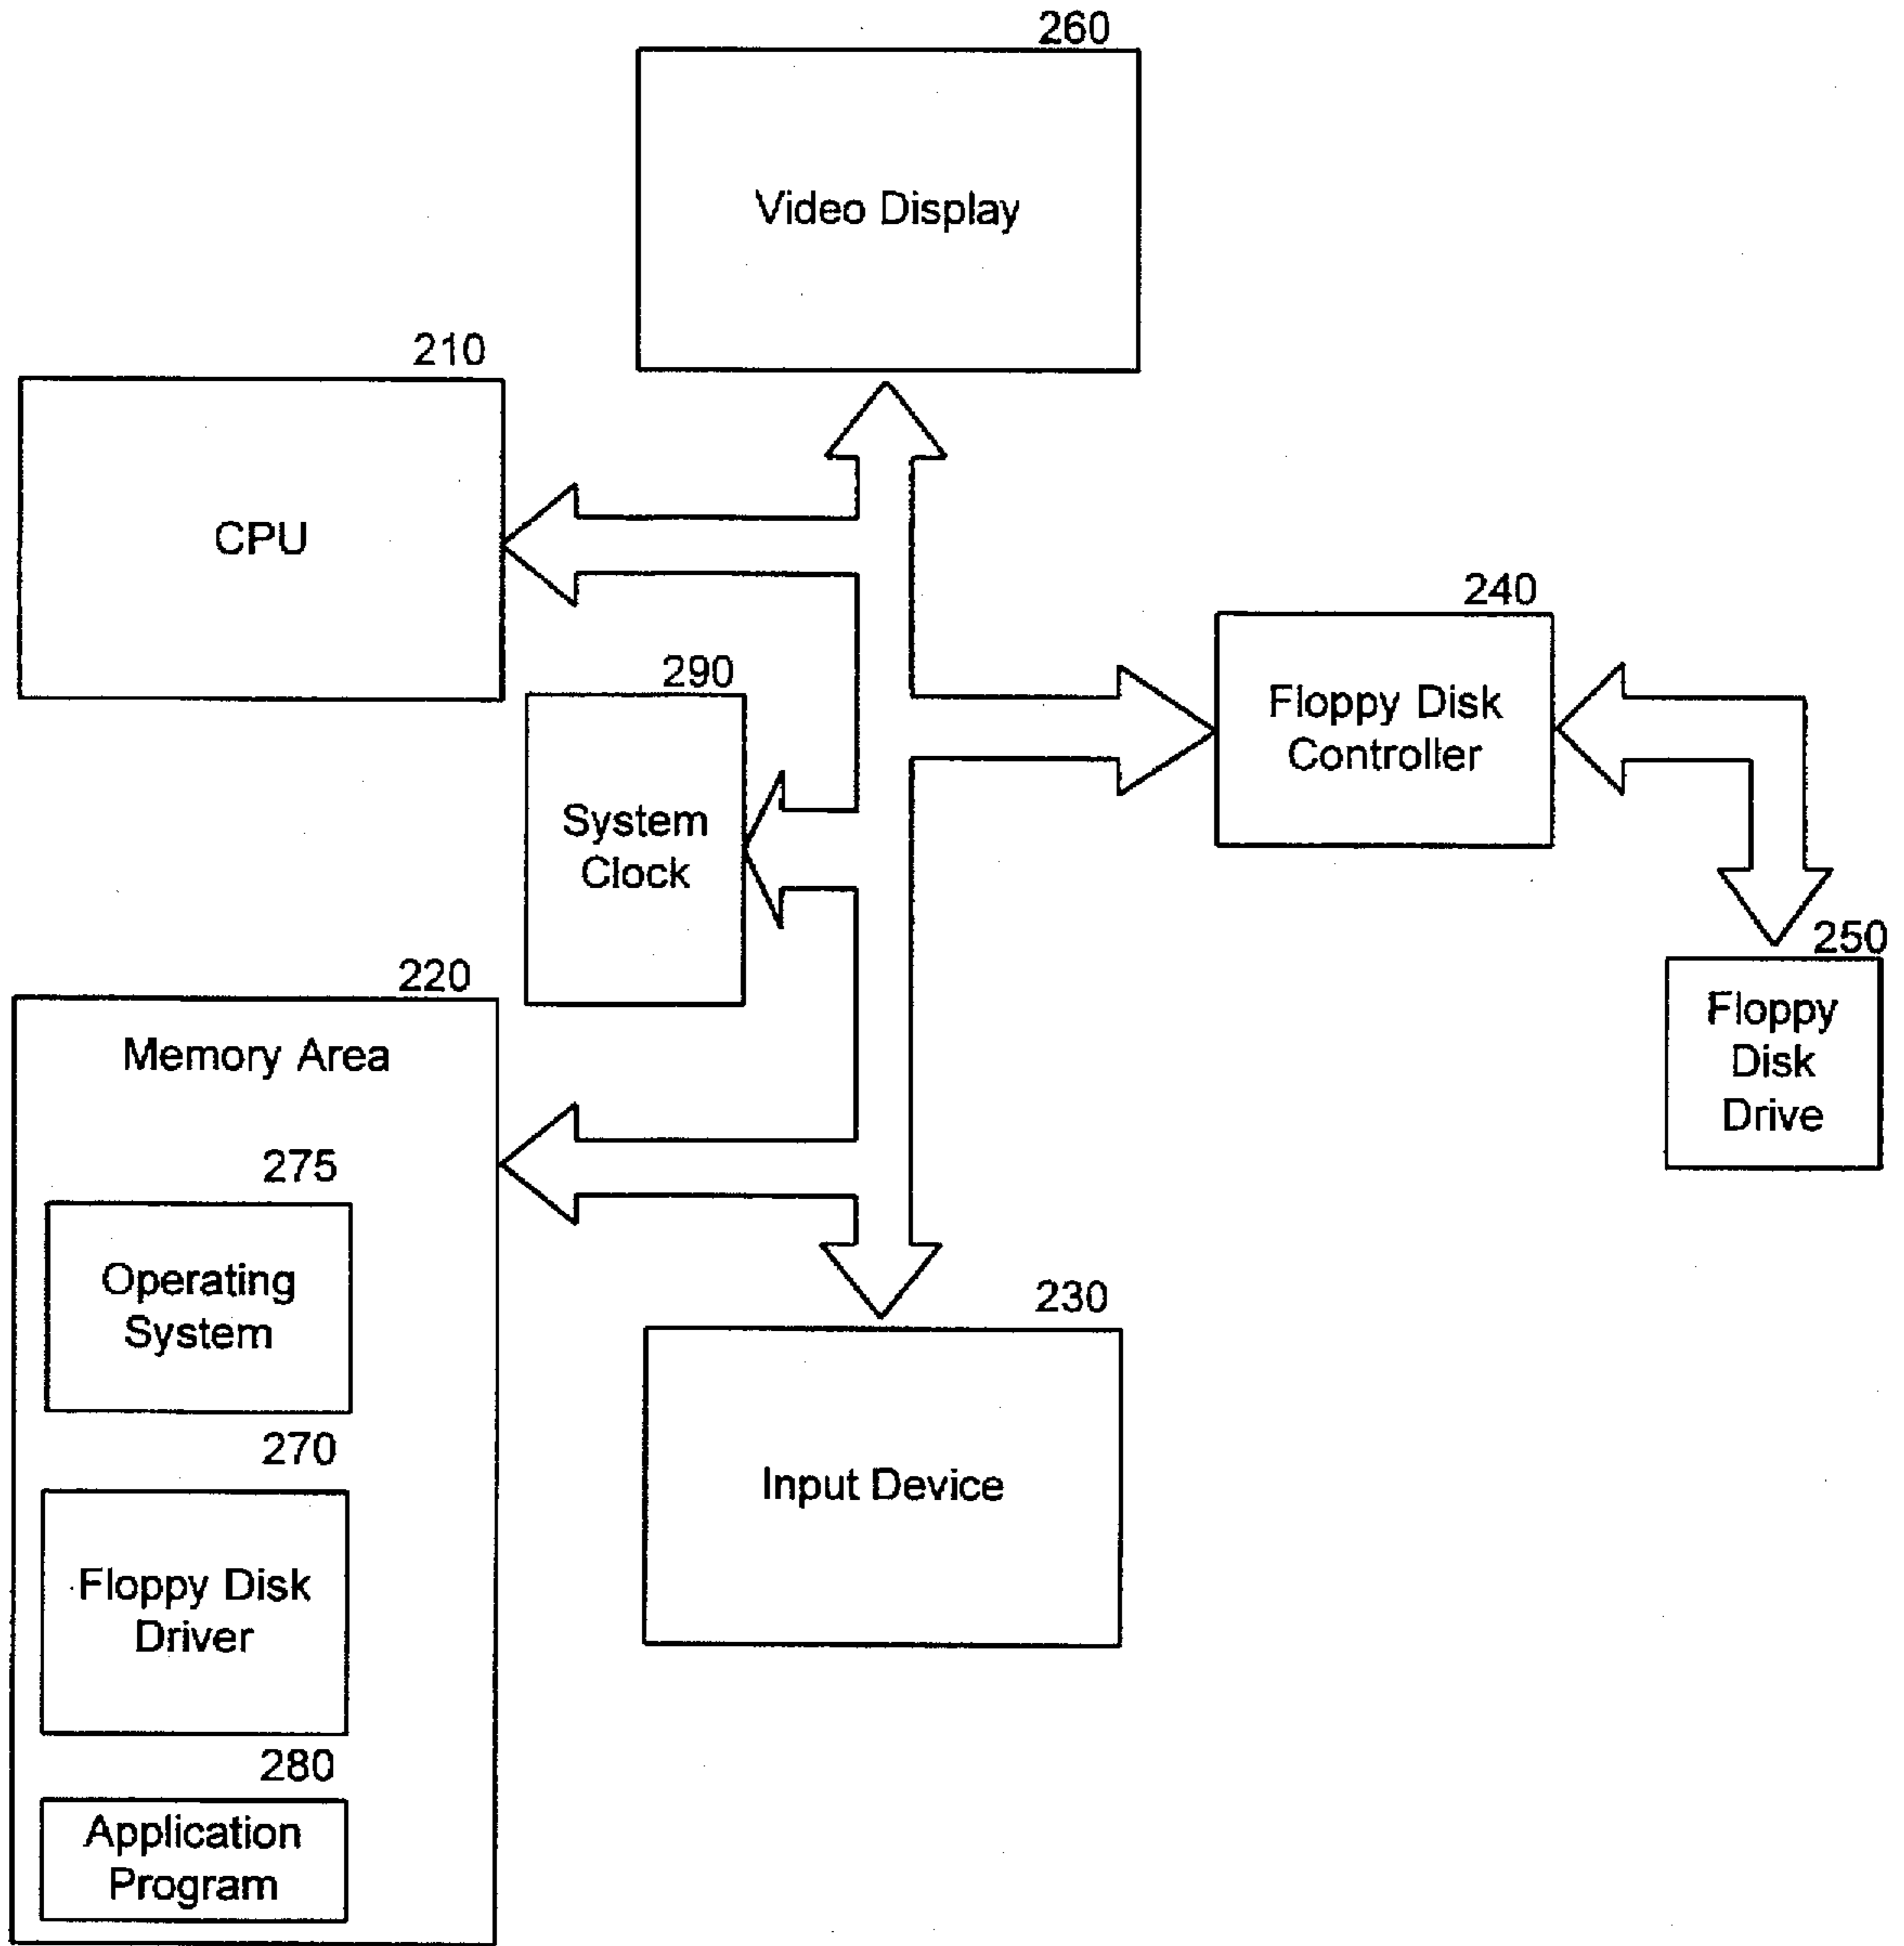 260
Video Display
210
CPU
240
Floppy Disk
Controller
290
System
Clock
250
Floppy
Disk
Drive
220
Memory Area
275
Operating
System
270
Floppy Disk
Driver
280
Application
Program
230
Input Device